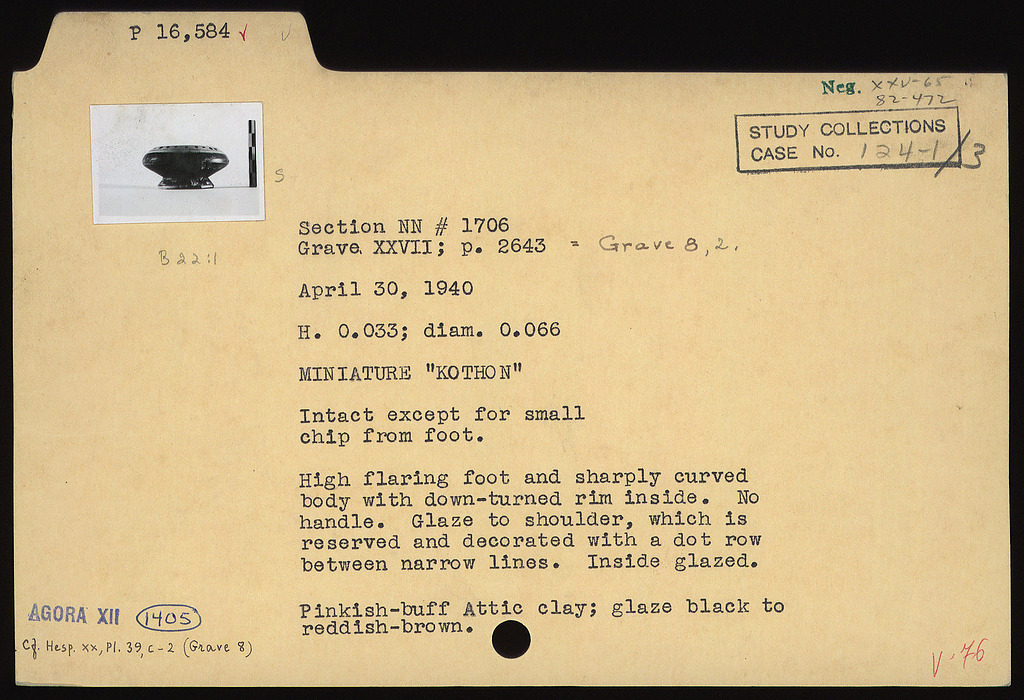 P 16,584 √ √
Neg. XXV-65
82-472
STUDY COLLECTIONS
CASE No. 124-1/3
S
B 22:1
Section NN # 1706
Grave XXVII; p. 2643 = Grave 8, 2.
April 30, 1940
H. 0.033; diam. 0.066
MINIATURE "KOTHON"
Intact except for small
chip from foot.
High flaring foot and sharply curved
body with down-turned rim inside. No
handle. Glaze to shoulder, which is
reserved and decorated with a dot row
between narrow lines. Inside glazed.
Pinkish-buff Attic clay; glaze black to
reddish-brown.
AGORA XII 1405
Cf. Hesp. XX, Pl. 39, c-2 (Grave 8)
V-76